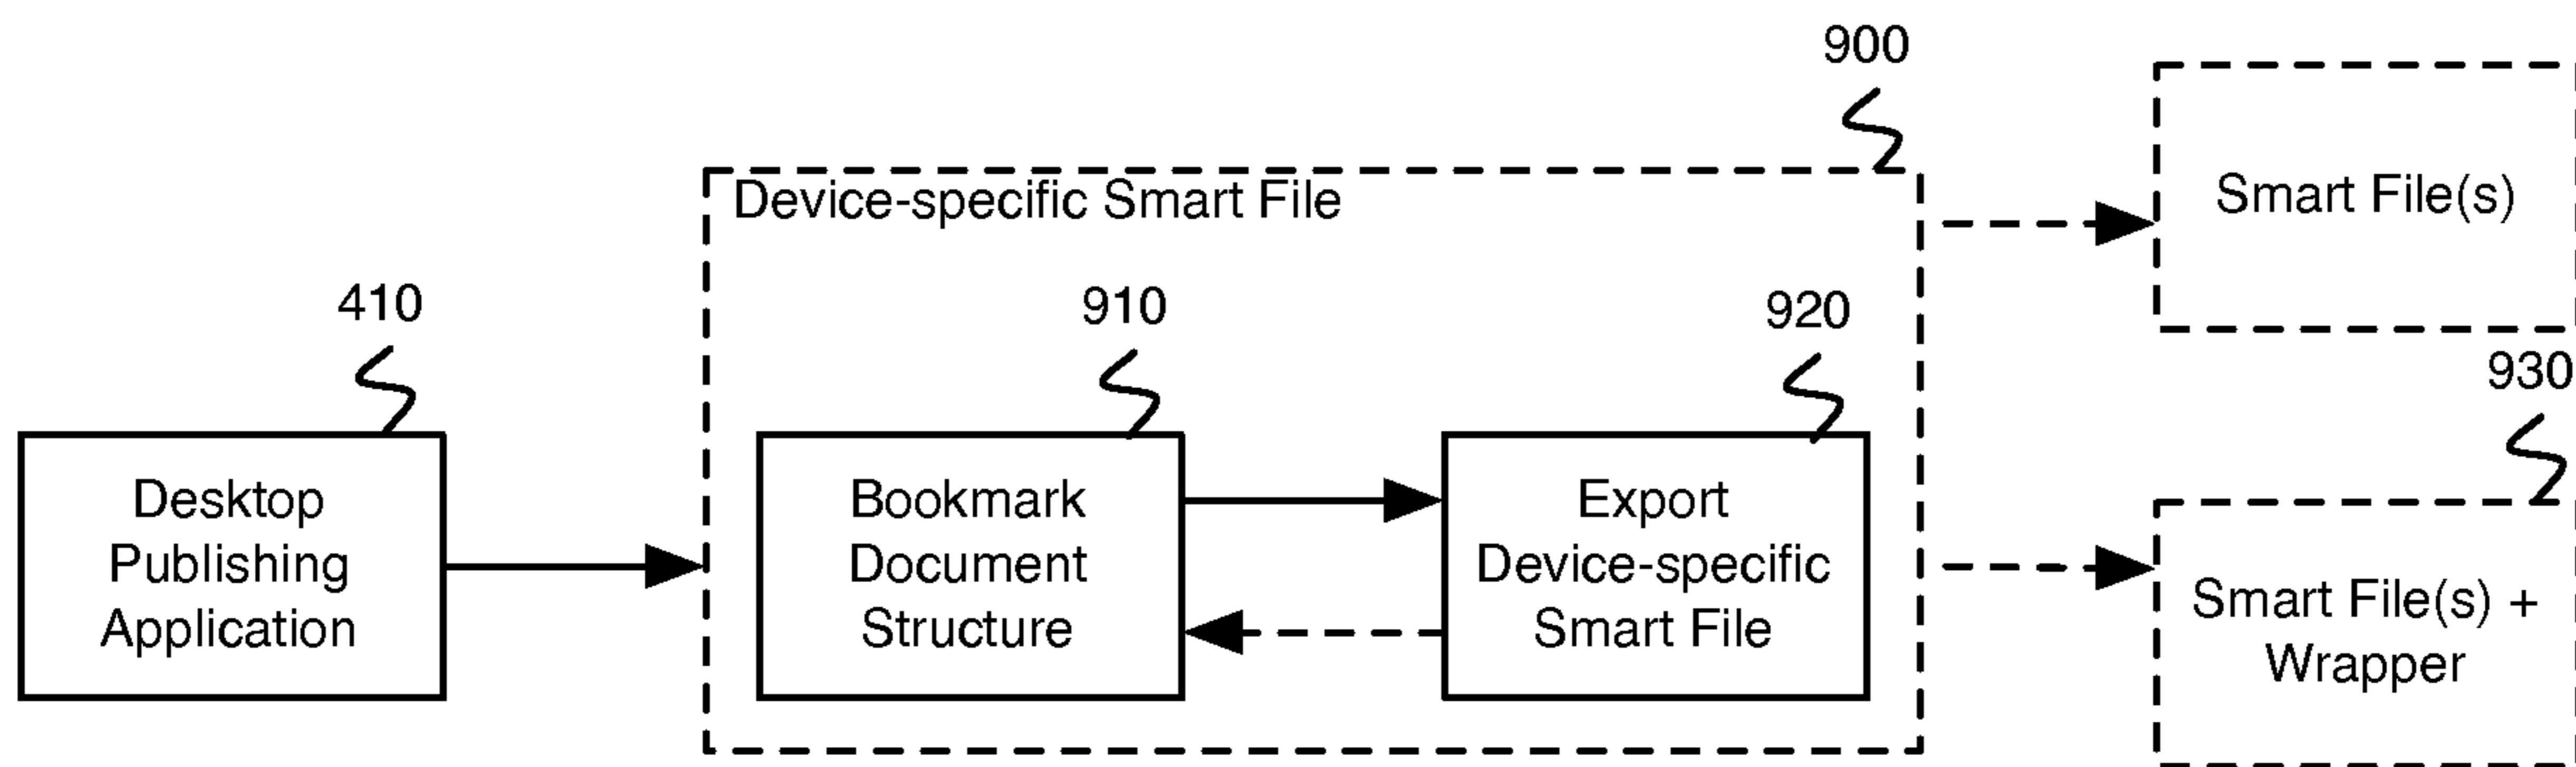 900
Smart File(s)
Device-specific Smart File
410
910
920
930
Desktop
Publishing
Application
Bookmark
Document
Structure
Export
Device-specific
Smart File
Smart File(s) +
Wrapper